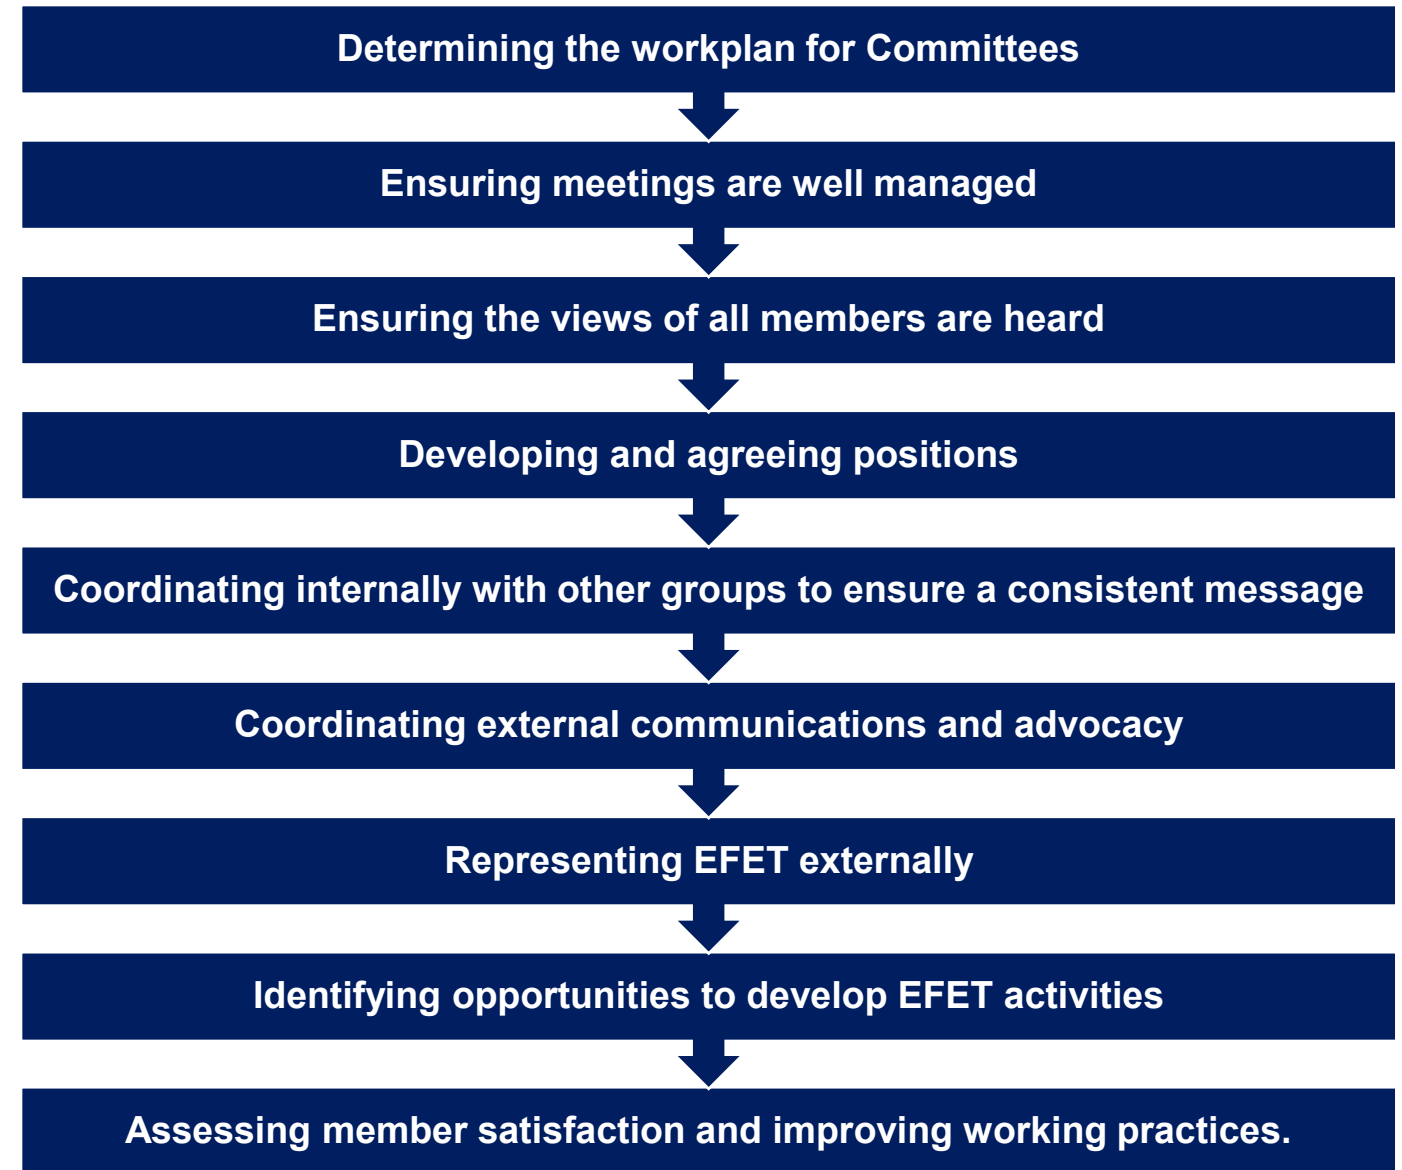 Determining the workplan for Committees
Ensuring meetings are well managed
Ensuring the views of all members are heard
Developing and agreeing positions
Coordinating internally with other groups to ensure a consistent message
Coordinating external communications and advocacy
Representing EFET externally
Identifying opportunities to develop EFET activities
Assessing member satisfaction and improving working practices.